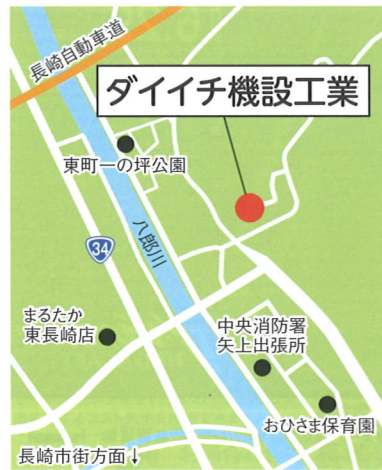 長崎自動車道
ダイイチ機設工業
東町一の坪公園
八郎川
34
まるたか
東長崎店
中央消防署
矢上出張所
おひさま保育園
長崎市街方面↓